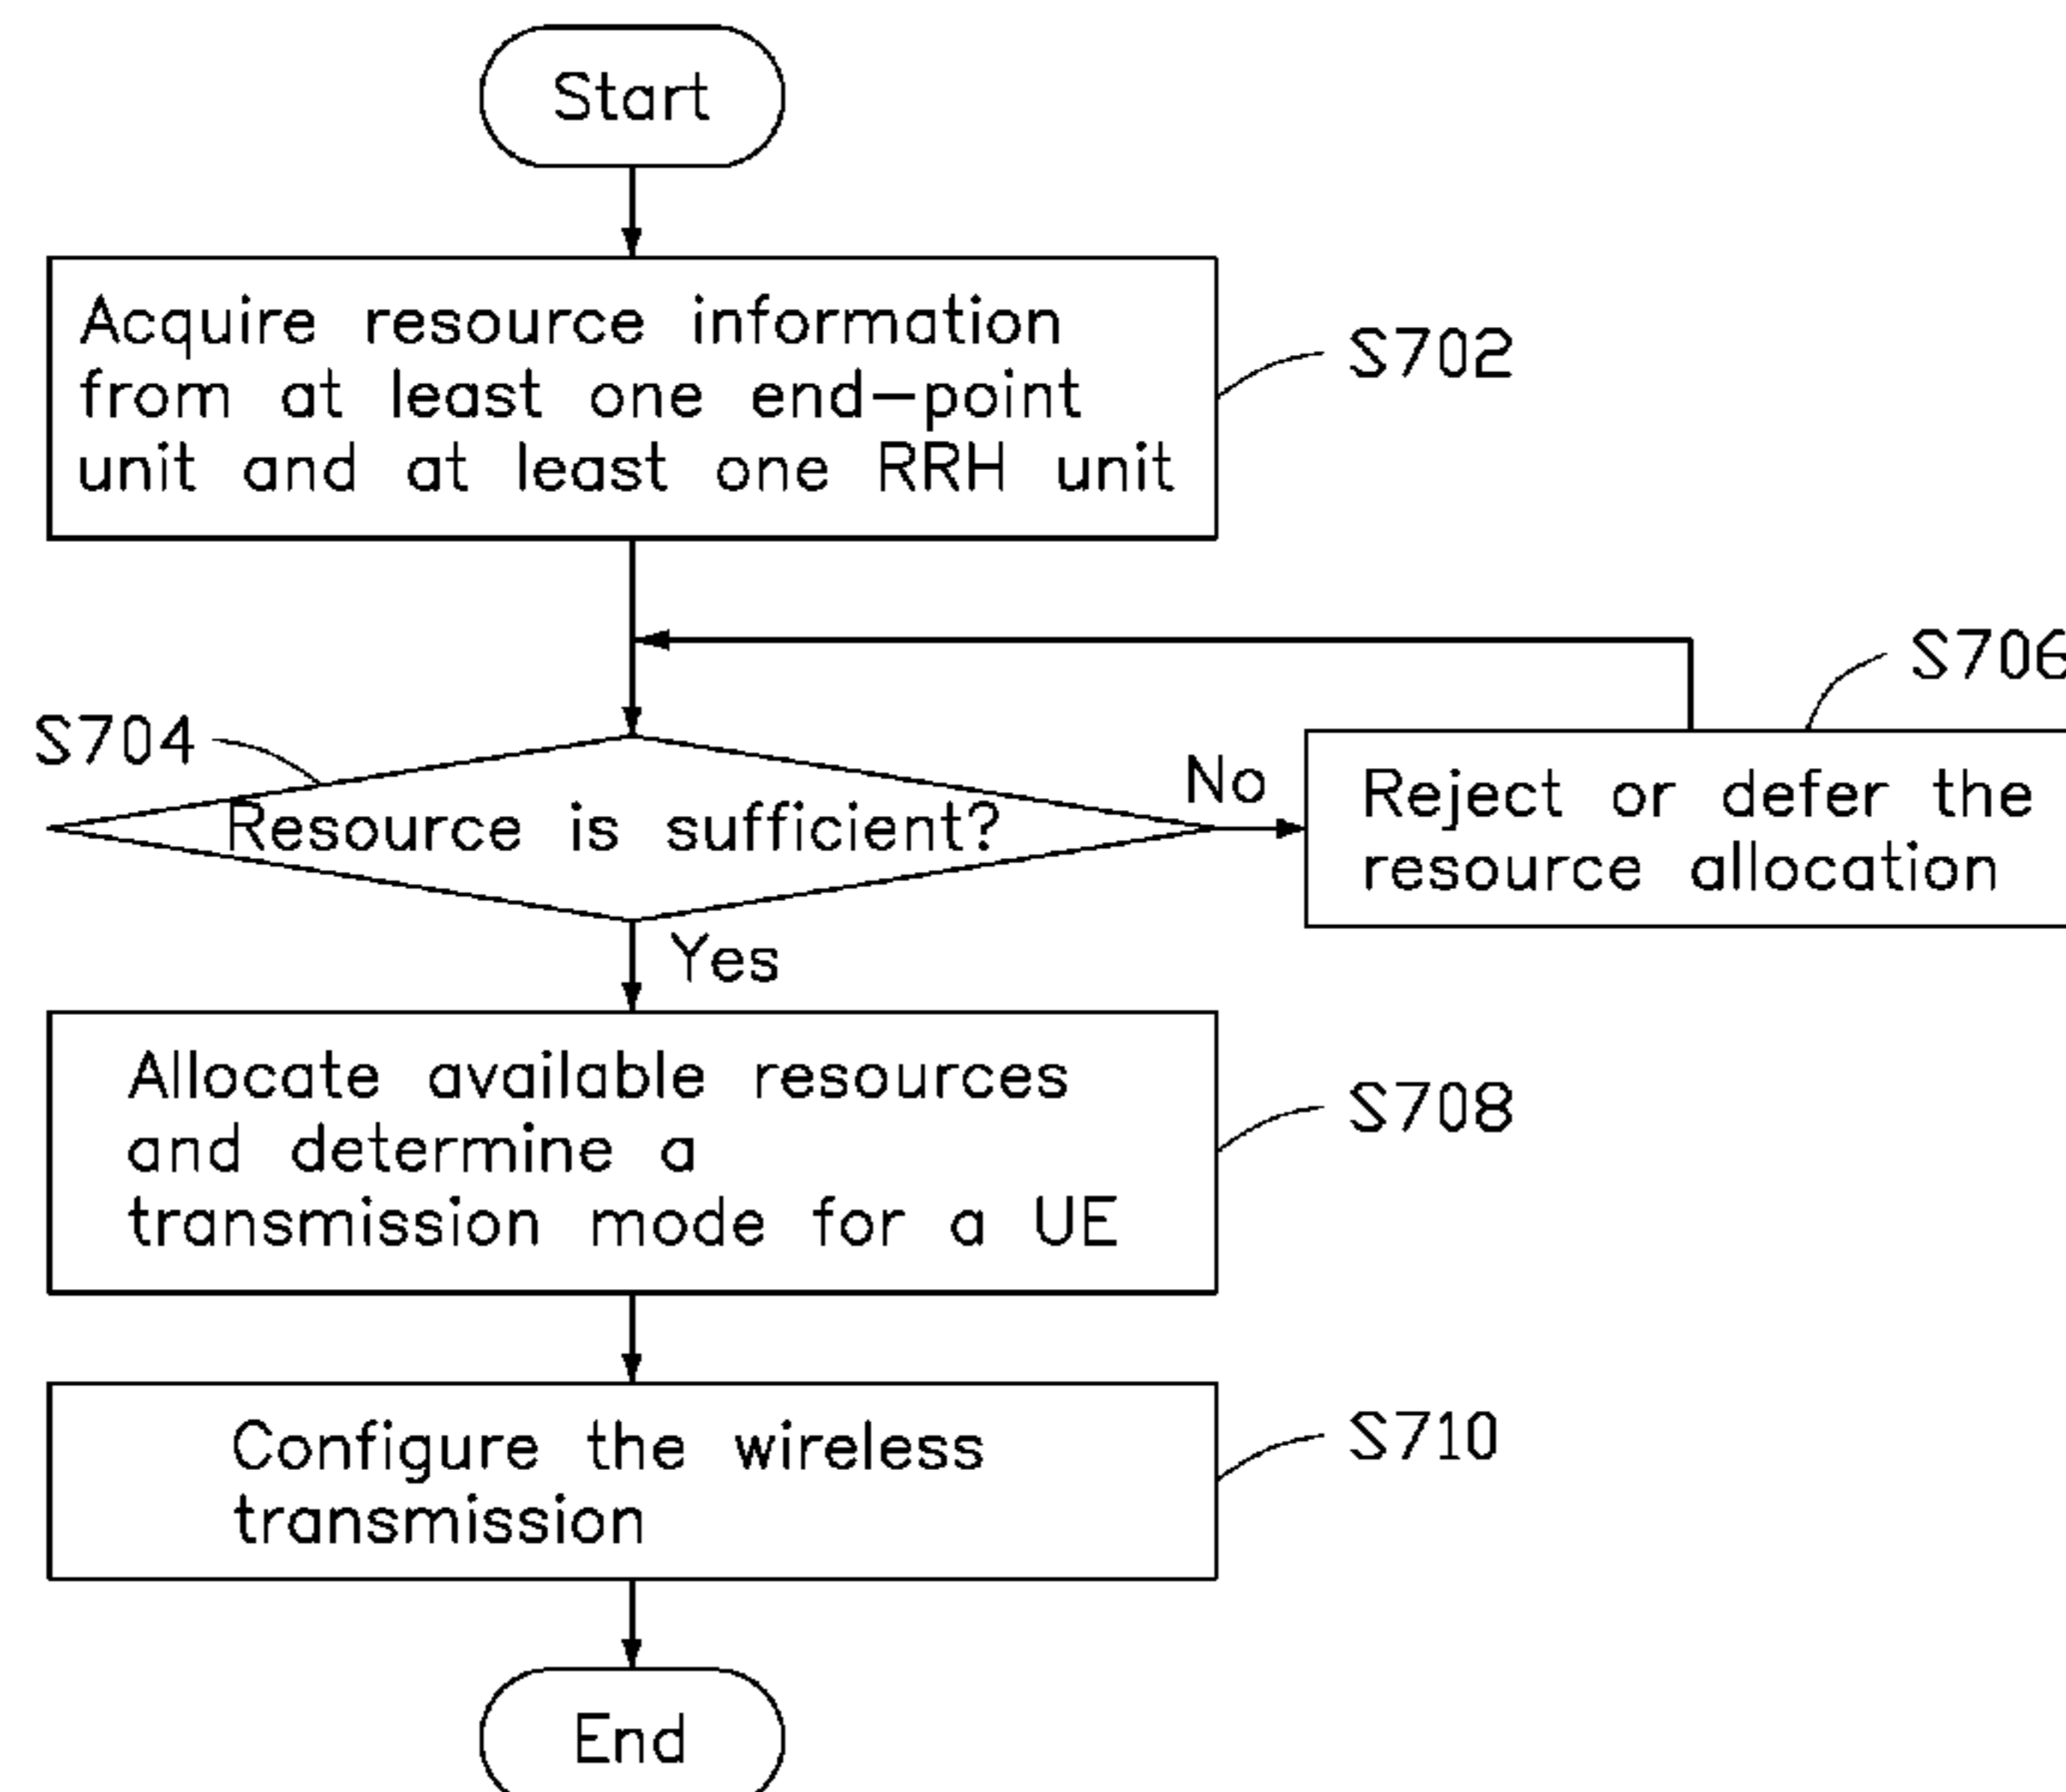 Start
Acquire resource information
from at least one end-point
unit and at least one RRH unit
S702
S706
S704
Resource is sufficient?
No
Reject or defer the
resource allocation
Yes
Allocate available resources
and determine a
transmission mode for a UE
S708
Configure the wireless
transmission
S710
End